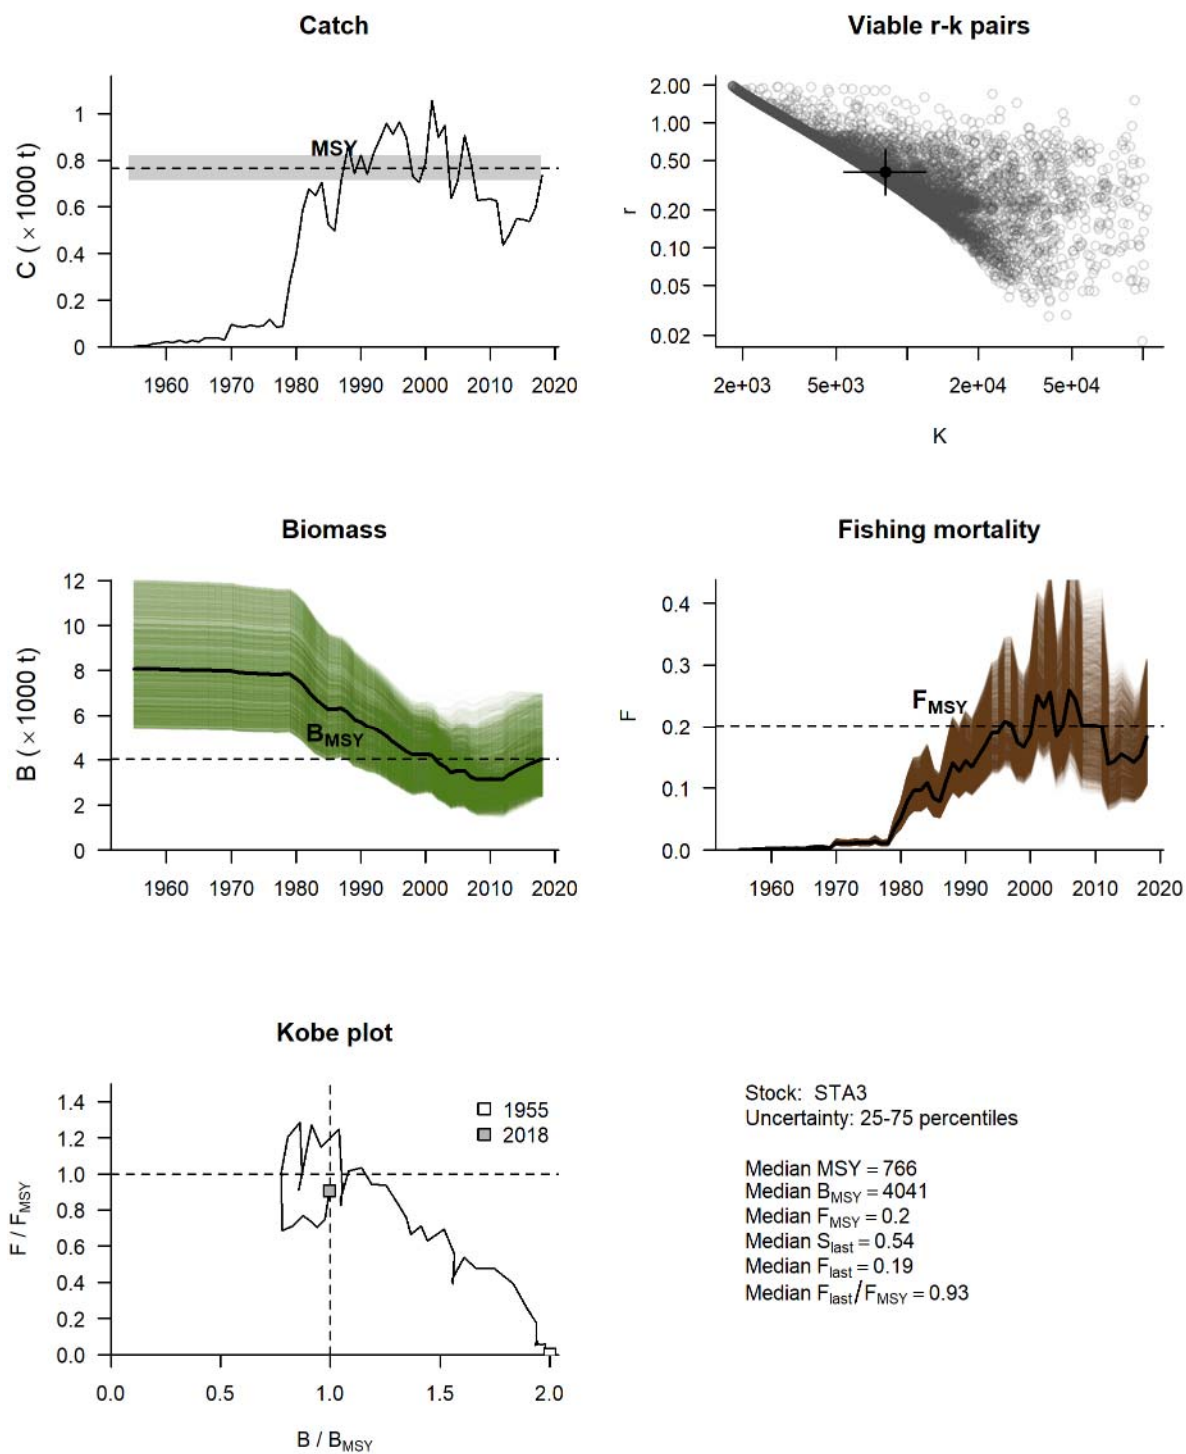 Catch
C ( × 1000 t)
1
0.8
0.6
0.4
0.2
0
MSY
1960 1970 1980 1990 2000 2010 2020
Viable r-k pairs
r
2.00
1.00
0.50
0.20
0.10
0.05
0.02
2e+03 5e+03 2e+04 5e+04
K
Biomass
B ( × 1000 t)
12
10
8
6
4
2
0
BMSY
1960 1970 1980 1990 2000 2010 2020
Fishing mortality
F
0.4
0.3
0.2
0.1
0.0
FMSY
1960 1970 1980 1990 2000 2010 2020
Kobe plot
F / FMSY
1.4
1.2
1.0
0.8
0.6
0.4
0.2
0.0
1955
2018
0.0 0.5 1.0 1.5 2.0
B / BMSY
Stock: STA3
Uncertainty: 25-75 percentiles
Median MSY = 766
Median BMSY = 4041
Median FMSY = 0.2
Median Slast = 0.54
Median Flast = 0.19
Median Flast/FMSY = 0.93